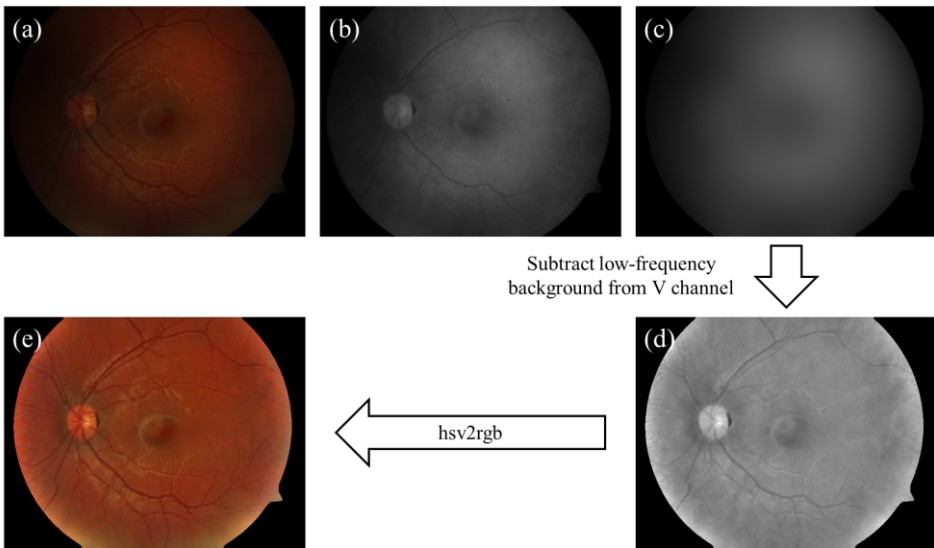 (a)
(b)
(c)
Subtract low-frequency
background from V channel
(e)
hsv2rgb
(d)